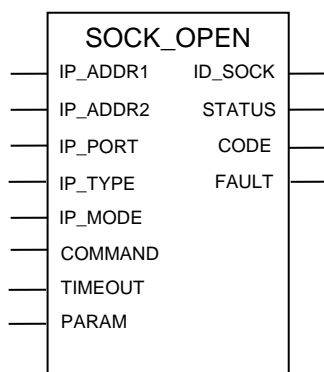 SOCK_OPEN
IP_ADDR1 ID_SOCK
IP_ADDR2 STATUS
IP_PORT CODE
IP_TYPE FAULT
IP_MODE
COMMAND
TIMEOUT
PARAM